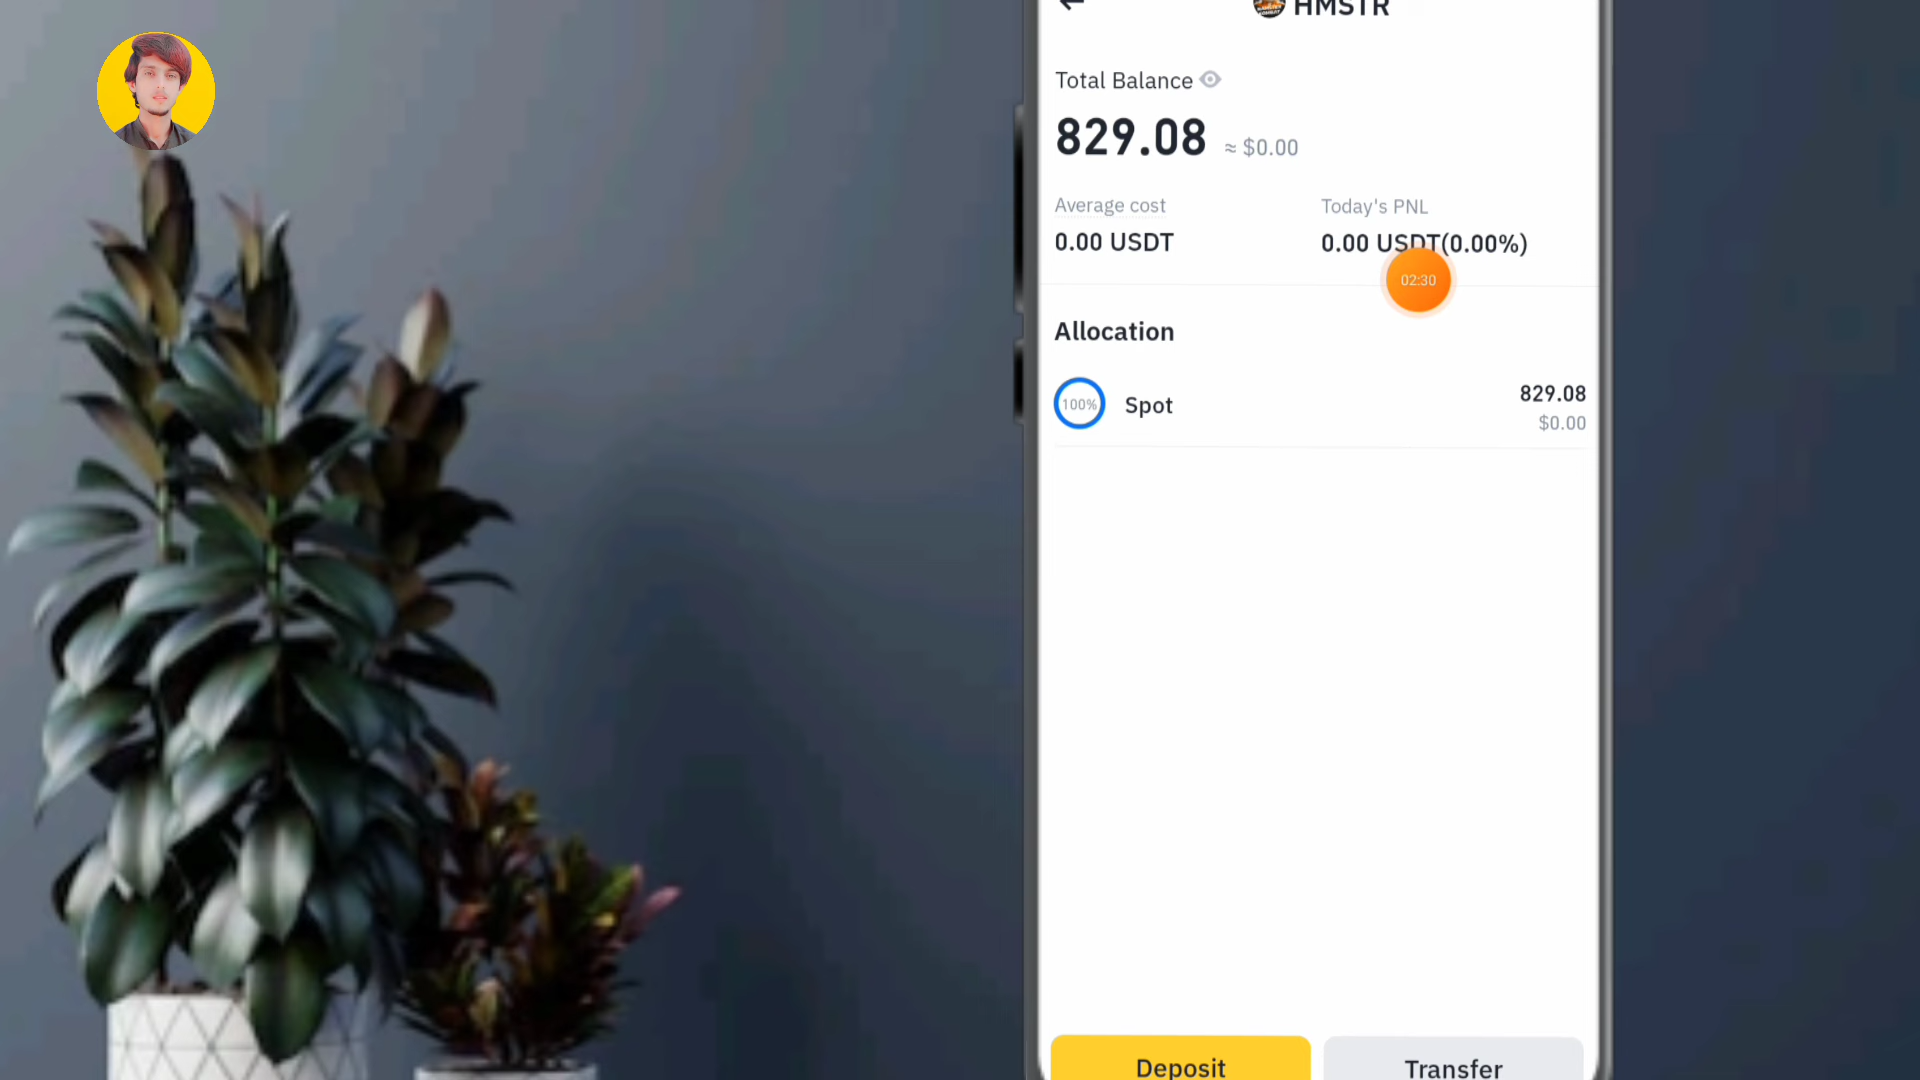 HMSTR
Total Balance
829.08 ≈ $0.00
Average cost
Today's PNL
0.00 USDT
0.00 USDT(0.00%)
02:30
Allocation
100%
Spot
829.08
$0.00
Deposit
Transfer